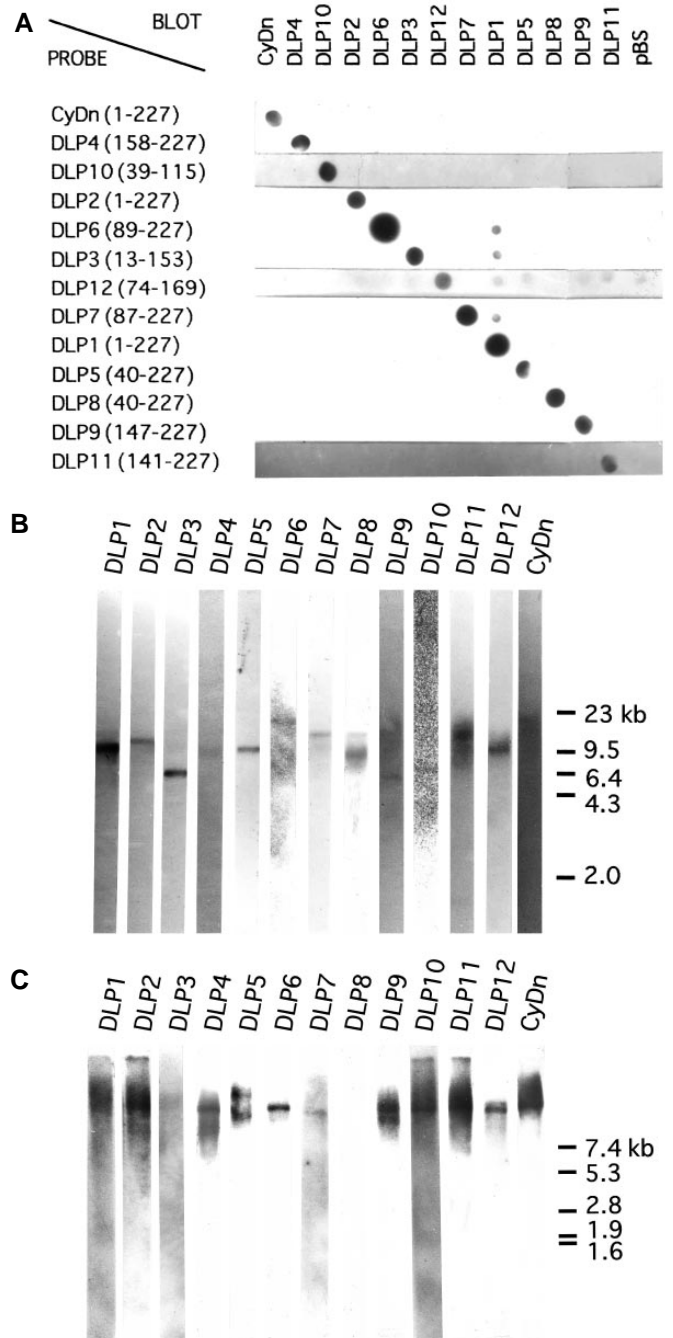 A
BLOT
PROBE
CyDn DLP4 DLP10 DLP2 DLP6 DLP3 DLP12 DLP7 DLP1 DLP5 DLP8 DLP9 DLP11 pBS
CyDn (1-227)
DLP4 (158-227)
DLP10 (39-115)
DLP2 (1-227)
DLP6 (89-227)
DLP3 (13-153)
DLP12 (74-169)
DLP7 (87-227)
DLP1 (1-227)
DLP5 (40-227)
DLP8 (40-227)
DLP9 (147-227)
DLP11 (141-227)
B
DLP1 DLP2 DLP3 DLP4 DLP5 DLP6 DLP7 DLP8 DLP9 DLP10 DLP11 DLP12 CyDn
23 kb
9.5
6.4
4.3
2.0
C
DLP1 DLP2 DLP3 DLP4 DLP5 DLP6 DLP7 DLP8 DLP9 DLP10 DLP11 DLP12 CyDn
7.4 kb
5.3
2.8
1.9
1.6